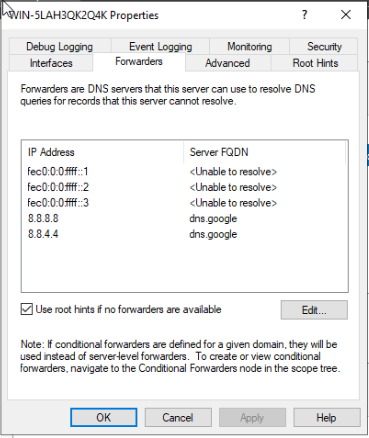 WIN-5LAH3QK2Q4K Properties
? X
Debug Logging Event Logging Monitoring Security
Interfaces Forwarders Advanced Root Hints
Forwarders are DNS servers that this server can use to resolve DNS
queries for records that this server cannot resolve.
IP Address Server FQDN
fec0:0:0:ffff::1 <Unable to resolve>
fec0:0:0:ffff::2 <Unable to resolve>
fec0:0:0:ffff::3 <Unable to resolve>
8.8.8.8 dns.google
8.8.4.4 dns.google
Use root hints if no forwarders are available Edit...
Note: If conditional forwarders are defined for a given domain, they will be
used instead of server-level forwarders. To create or view conditional
forwarders, navigate to the Conditional Forwarders node in the scope tree.
OK Cancel Apply Help